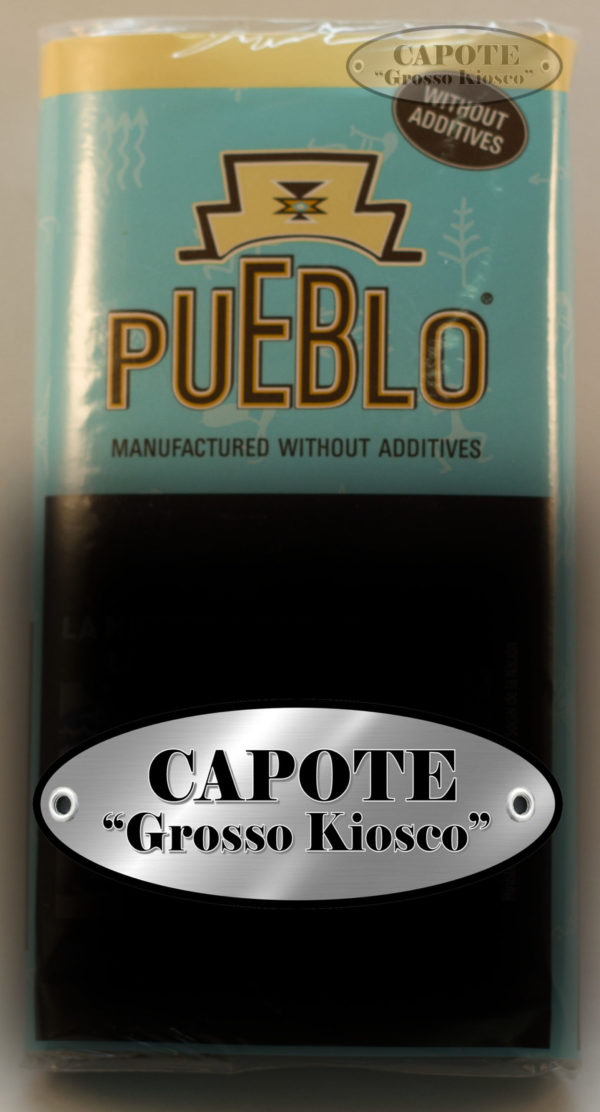 CAPOTE
“Grosso Kiosco”
WITHOUT
ADDITIVES
PUEBLO®
MANUFACTURED WITHOUT ADDITIVES
CAPOTE
“Grosso Kiosco”